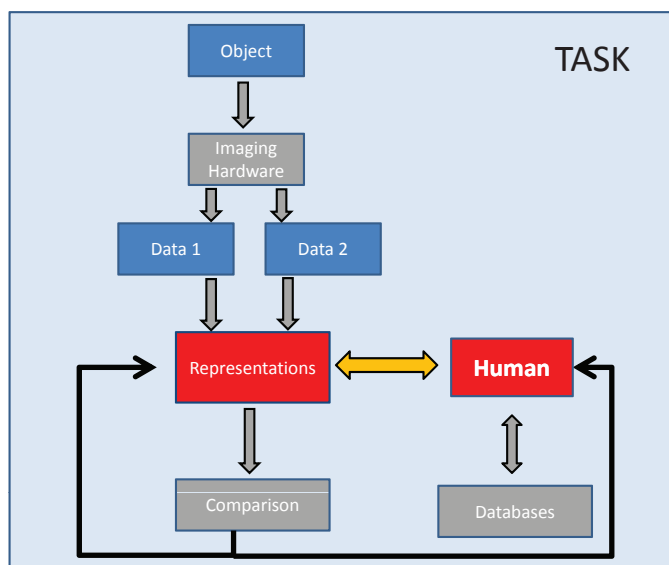 TASK
Object
Imaging
Hardware
Data 1
Data 2
Representations
Human
Comparison
Databases